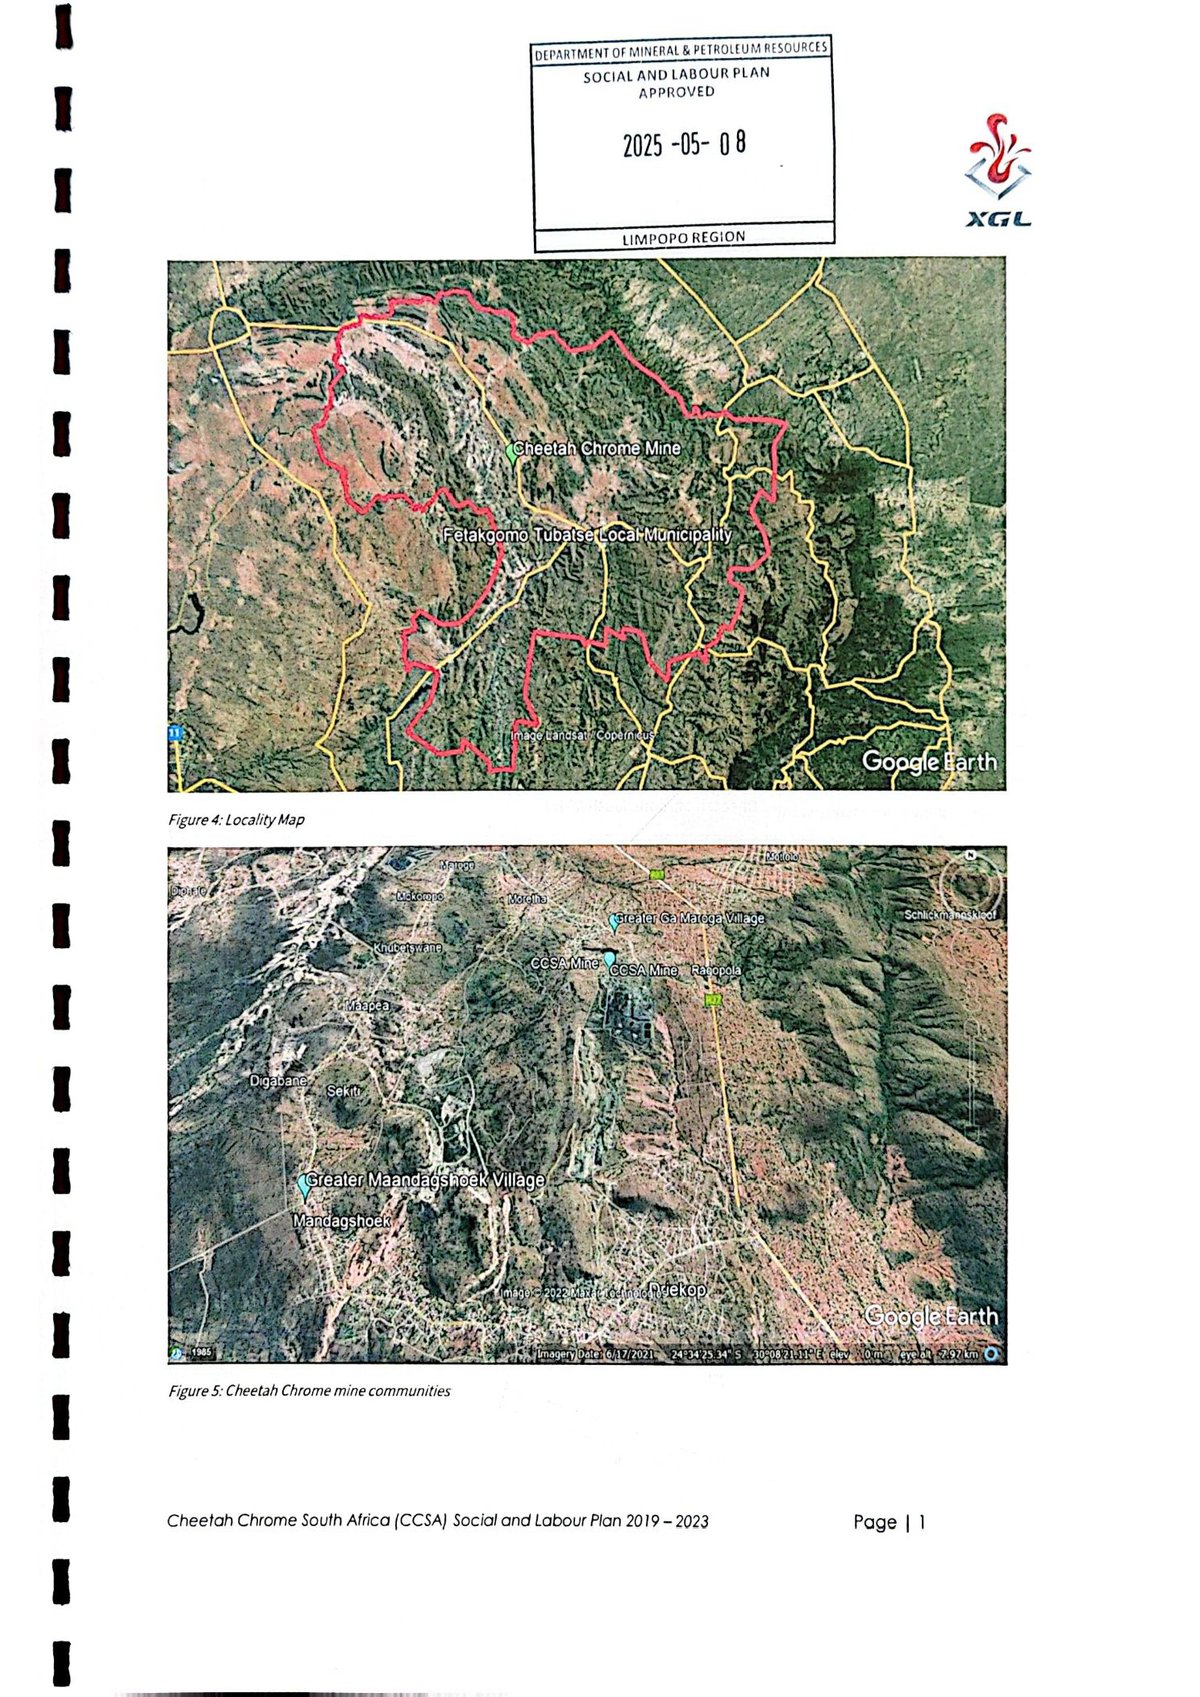 DEPARTMENT OF MINERAL & PETROLEUM RESOURCES
SOCIAL AND LABOUR PLAN
APPROVED
2025 -05- 08
LIMPOPO REGION
XGL
Cheetah Chrome Mine
Fetakgomo Tubatse Local Municipality
11
Image Landsat / Copernicus
Google Earth
Figure 4: Locality Map
Maroge
Mokoropo
Moretha
Greater Ga Maroga Village
Schlickmannskloof
Khubetswane
CCSA Mine
CCSA Mine
Ragopola
R37
Maapea
Digabane
Sekiti
Greater Maandagshoek Village
Mandagshoek
Driekop
Image © 2022 Maxar Technologies
Google Earth
1985
Imagery Date: 6/17/2021 24°34'25.34" S 30°08'21.11" E elev 0 m eye alt 7.97 km
Figure 5: Cheetah Chrome mine communities
Cheetah Chrome South Africa (CCSA) Social and Labour Plan 2019 – 2023
Page | 1